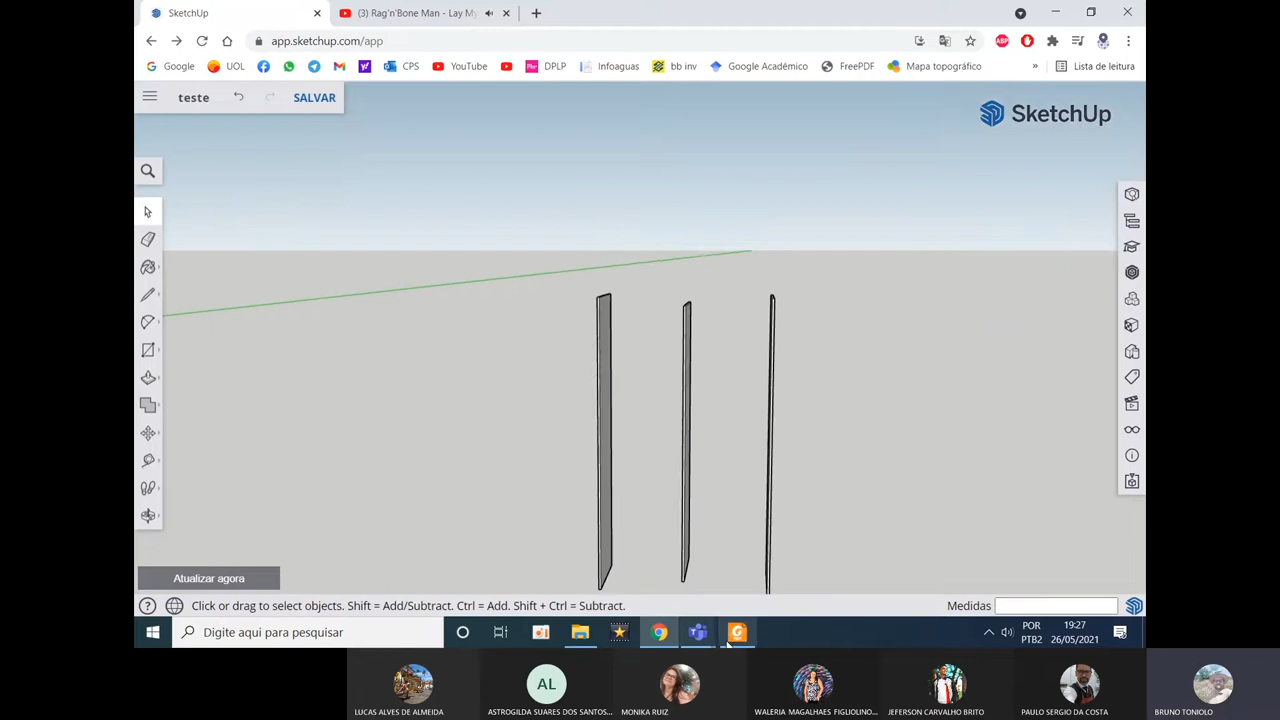 SketchUp
(3) Rag'n'Bone Man - Lay My
app.sketchup.com/app
ABP
Google
UOL
CPS
YouTube
DPLP
Infoaguas
bb inv
Google Acadêmico
FreePDF
Mapa topográfico
»
Lista de leitura
teste
SALVAR
SketchUp
Atualizar agora
Click or drag to select objects. Shift = Add/Subtract. Ctrl = Add. Shift + Ctrl = Subtract.
Medidas
Digite aqui para pesquisar
POR
PTB2
19:27
26/05/2021
AL
LUCAS ALVES DE ALMEIDA
ASTROGILDA SUARES DOS SANTOS...
MONIKA RUIZ
WALERIA MAGALHAES FIGLIOLINO...
JEFERSON CARVALHO BRITO
PAULO SERGIO DA COSTA
BRUNO TONIOLO